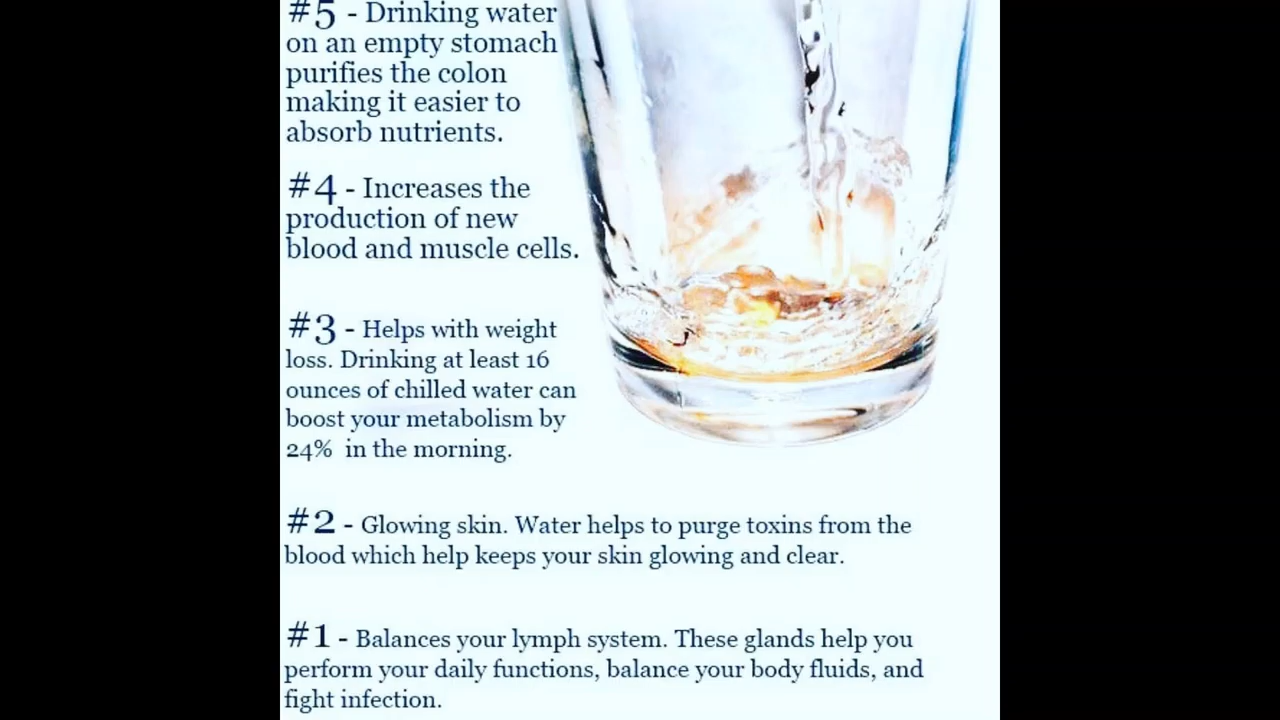 #5 - Drinking water
on an empty stomach
purifies the colon
making it easier to
absorb nutrients.
#4 - Increases the
production of new
blood and muscle cells.
#3 - Helps with weight
loss. Drinking at least 16
ounces of chilled water can
boost your metabolism by
24% in the morning.
#2 - Glowing skin. Water helps to purge toxins from the
blood which help keeps your skin glowing and clear.
#1 - Balances your lymph system. These glands help you
perform your daily functions, balance your body fluids, and
fight infection.